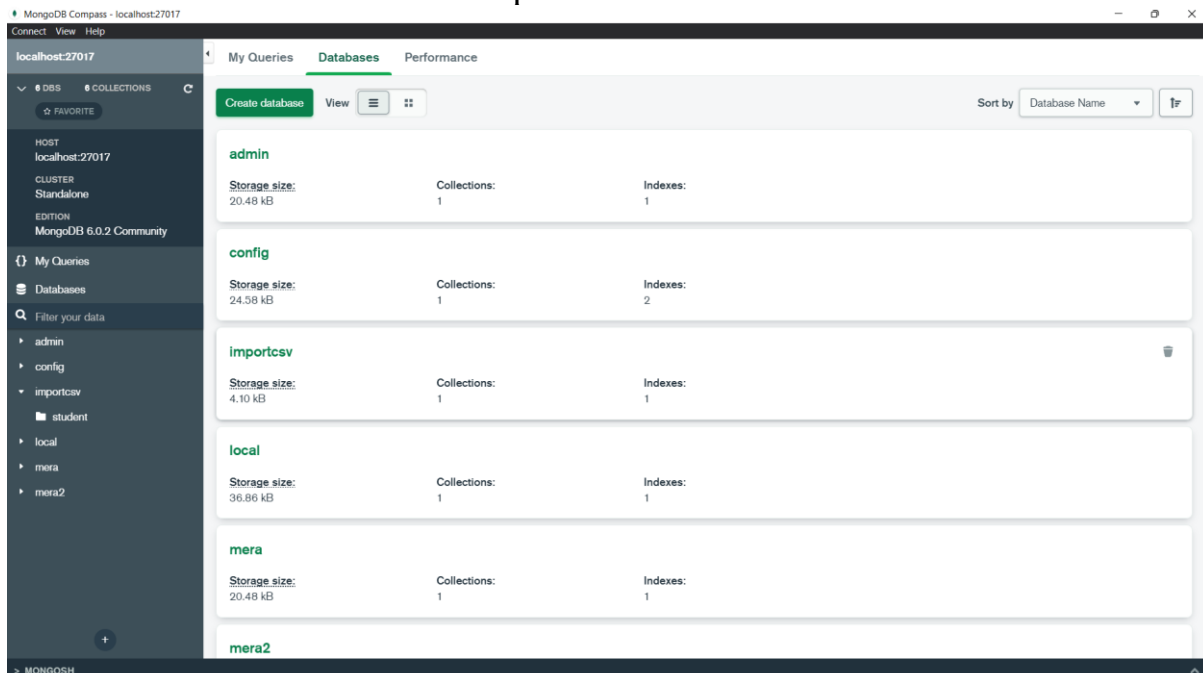 MongoDB Compass - localhost:27017
Connect View Help
localhost:27017
My Queries Databases Performance
6 DBS 6 COLLECTIONS
☆ FAVORITE
Create database View Sort by Database Name
HOST
localhost:27017
CLUSTER
Standalone
EDITION
MongoDB 6.0.2 Community
{} My Queries
Databases
Filter your data
admin
config
importcsv
student
local
mera
mera2
+
admin
Storage size: Collections: Indexes:
20.48 kB 1 1
config
Storage size: Collections: Indexes:
24.58 kB 1 2
importcsv
Storage size: Collections: Indexes:
4.10 kB 1 1
local
Storage size: Collections: Indexes:
36.86 kB 1 1
mera
Storage size: Collections: Indexes:
20.48 kB 1 1
mera2
>_MONGOSH